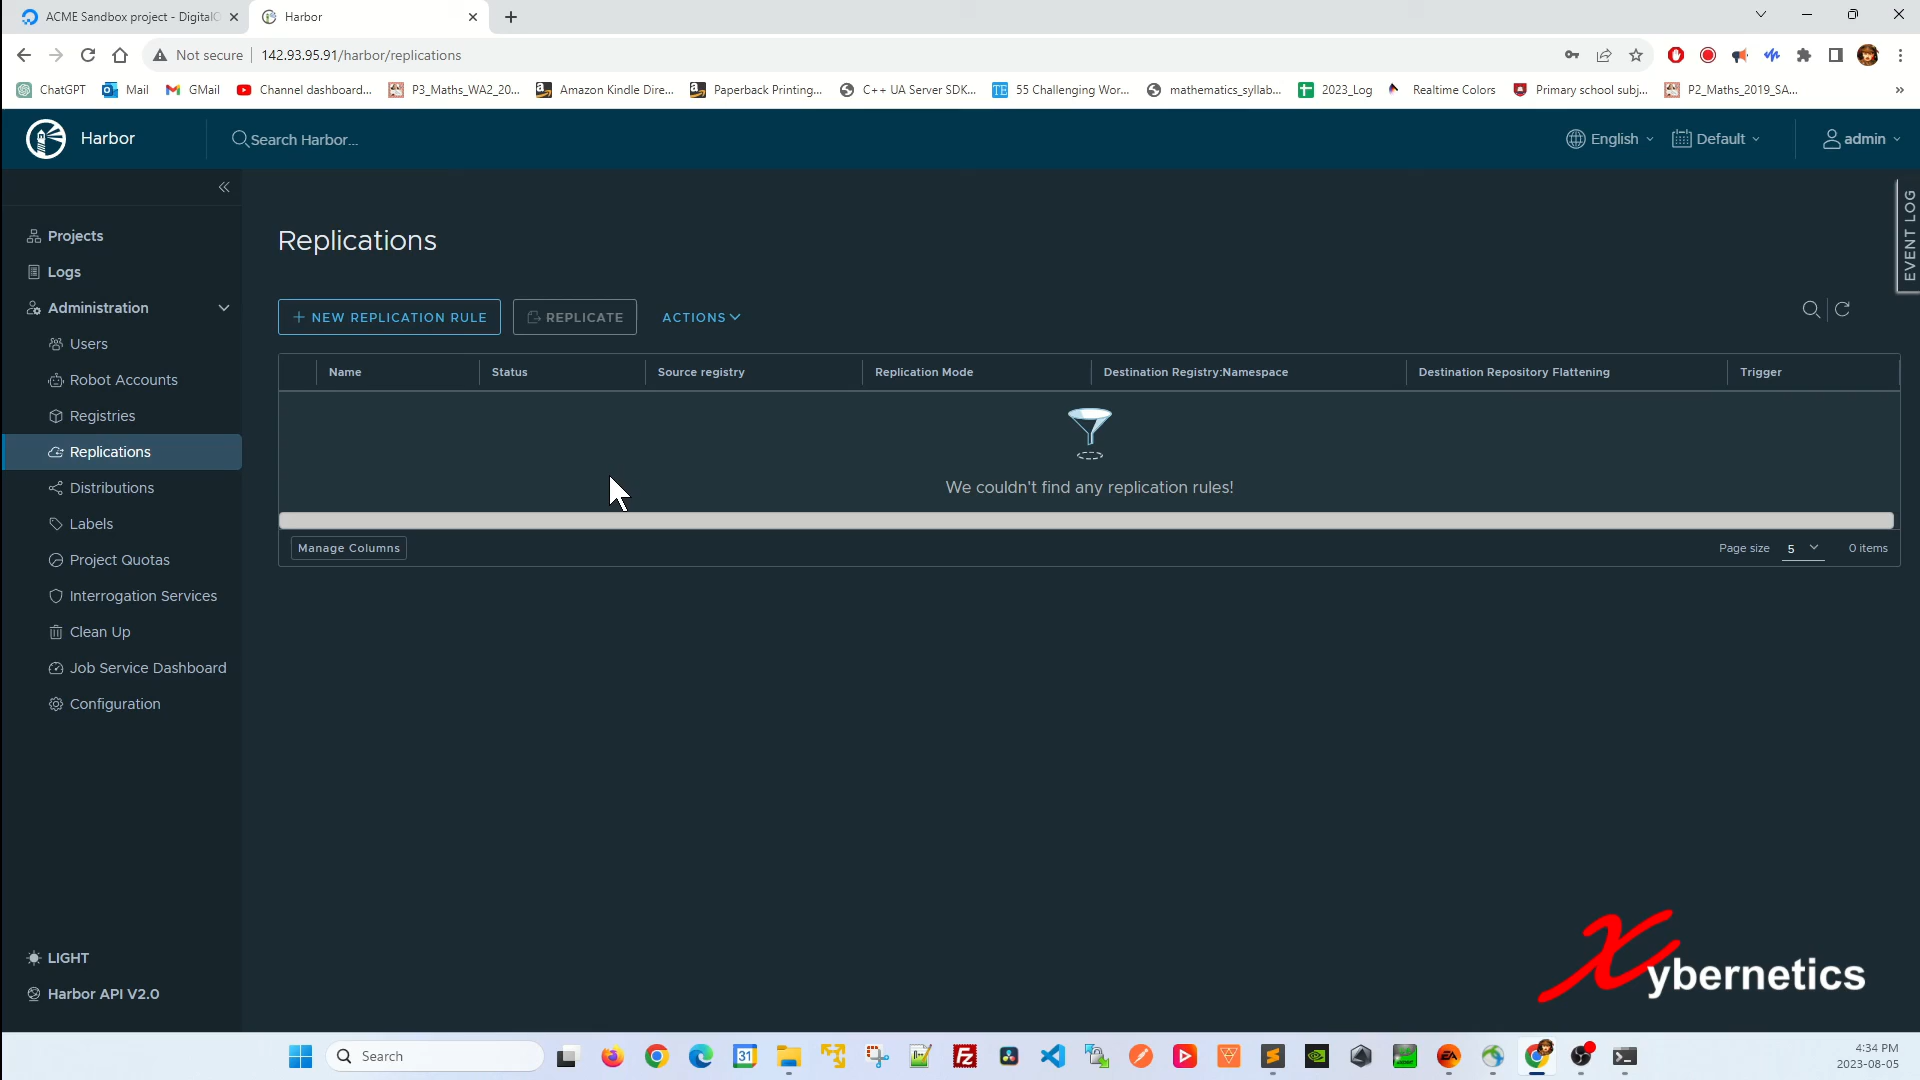 ACME Sandbox project - Digital
Harbor
Not secure
142.93.95.91/harbor/replications
ChatGPT
Mail
GMail
Channel dashboard...
P3_Maths_WA2_20...
Amazon Kindle Dire...
Paperback Printing...
C++ UA Server SDK...
TE
55 Challenging Wor...
mathematics_syllab...
2023_Log
Realtime Colors
Primary school subj...
P2_Maths_2019_SA...
Harbor
Search Harbor...
English
Default
admin
EVENT LOG
Projects
Logs
Administration
Users
Robot Accounts
Registries
Replications
Distributions
Labels
Project Quotas
Interrogation Services
Clean Up
Job Service Dashboard
Configuration
LIGHT
Harbor API V2.0
Replications
NEW REPLICATION RULE
REPLICATE
ACTIONS
Name
Status
Source registry
Replication Mode
Destination Registry:Namespace
Destination Repository Flattening
Trigger
We couldn't find any replication rules!
Manage Columns
Page size
5
0 items
Xybernetics
Search
31
FZ
EA
4:34 PM
2023-08-05